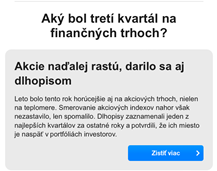 Aký bol tretí kvartál na
finančných trhoch?
Akcie naďalej rastú, darilo sa aj
dlhopisom
Leto bolo tento rok horúcejšie aj na akciových trhoch, nielen
na teplomere. Smerovanie akciových indexov nahor však
nezastavilo, len spomalilo. Dlhopisy zaznamenali jeden z
najlepších kvartálov za ostatné roky a potvrdili, že ich miesto
je naspäť v portfóliách investorov.
Zistiť viac